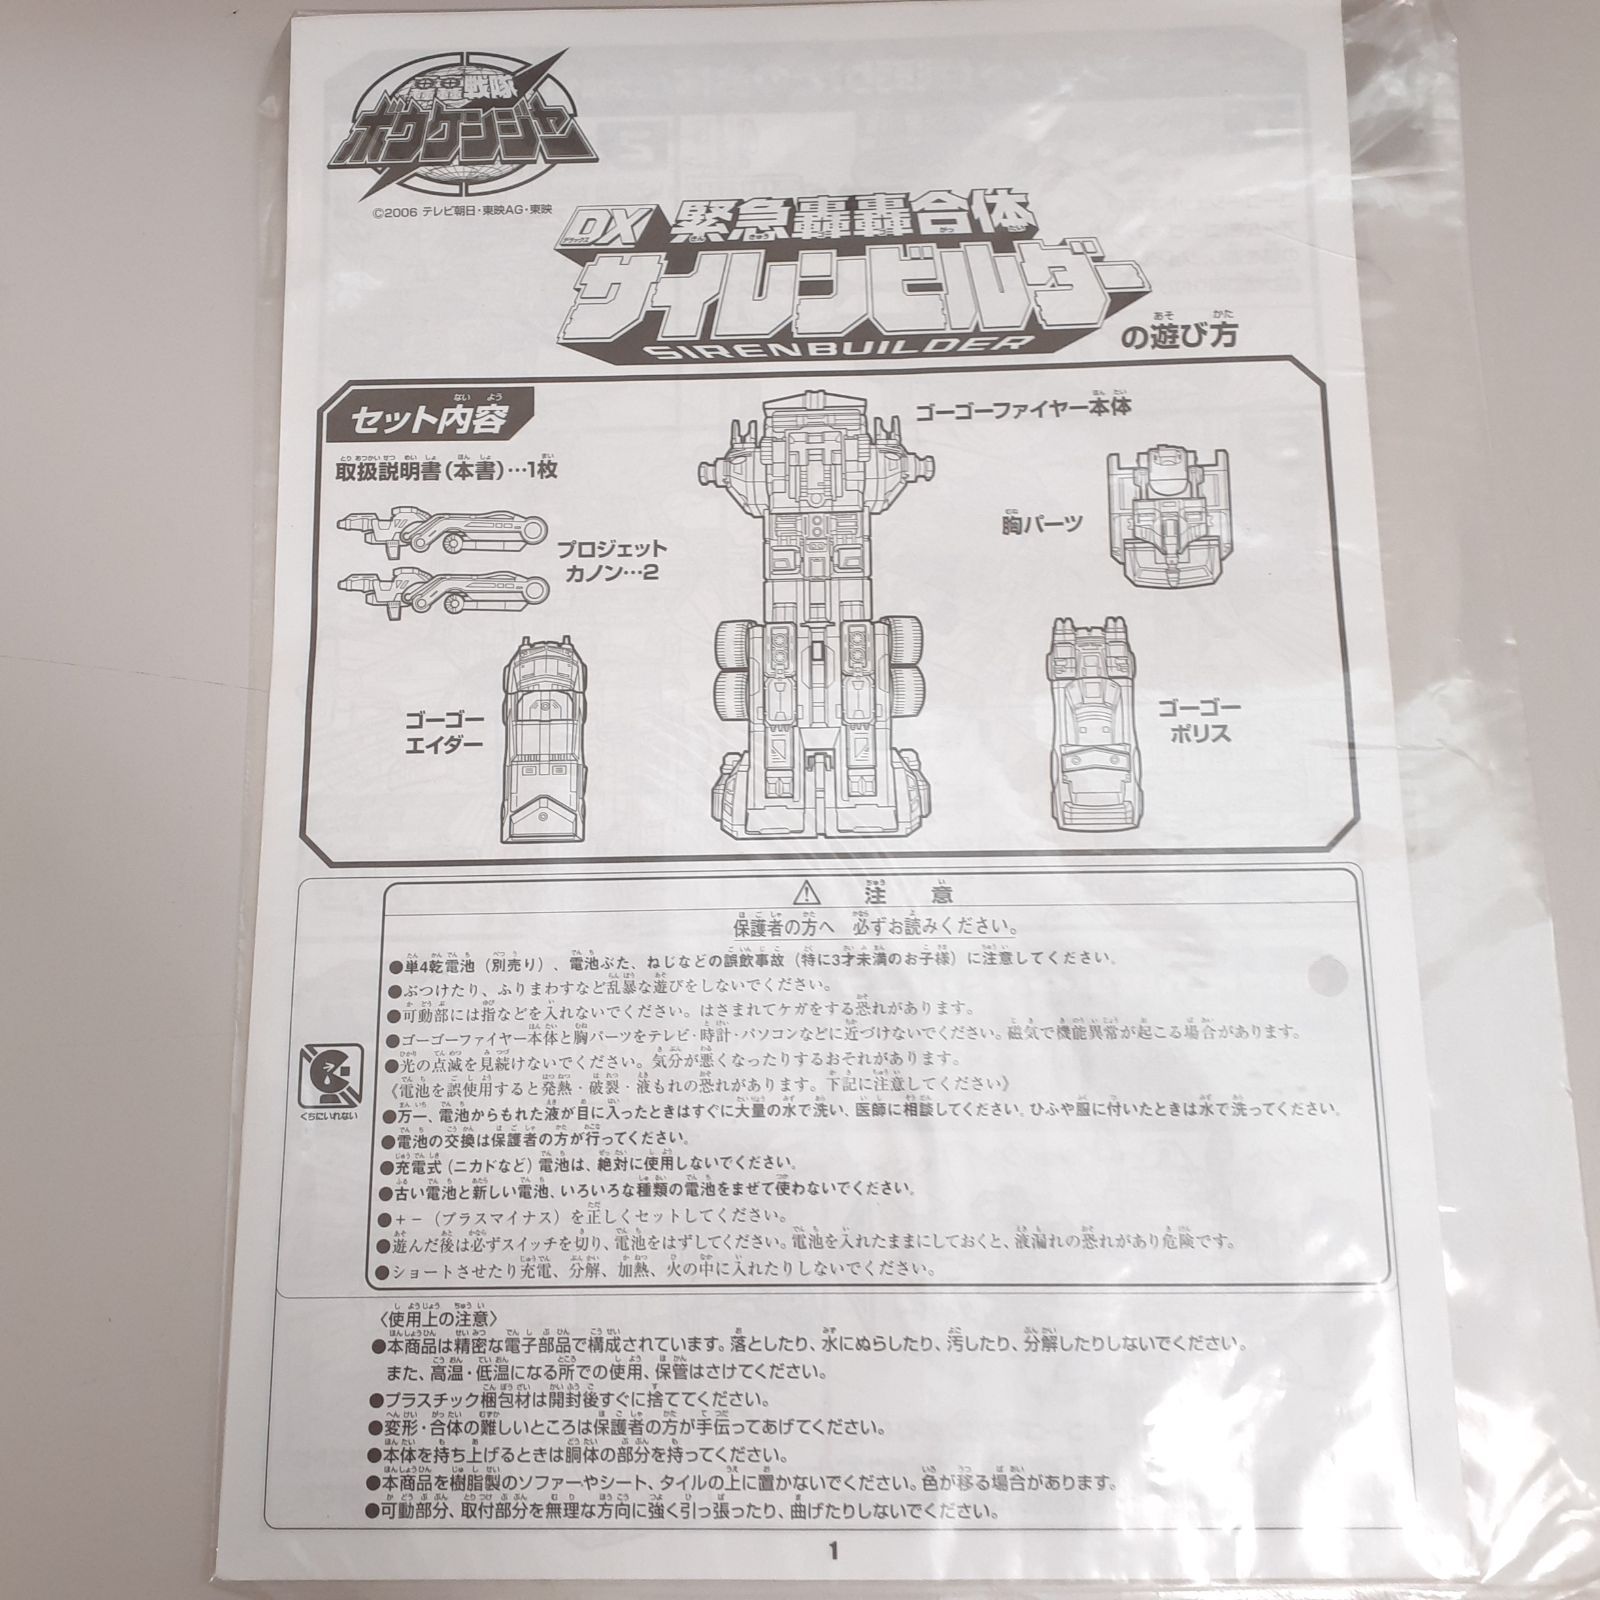 轟轟戦隊
ボウケンジャー
©2006 テレビ朝日・東映AG・東映
DX 緊急轟轟合体
サイレンビルダー
SIRENBUILDER
の遊び方
セット内容
取扱説明書(本書)…1枚
プロジェット
カノン…2
ゴーゴーファイヤー本体
胸パーツ
ゴーゴー
エイダー
ゴーゴー
ポリス
⚠ 注意
保護者の方へ 必ずお読みください。
●単4乾電池(別売り)、電池ぶた、ねじなどの誤飲事故(特に3才未満のお子様)に注意してください。
●ぶつけたり、ふりまわすなど乱暴な遊びをしないでください。
●可動部には指などを入れないでください。はさまれてケガをする恐れがあります。
●ゴーゴーファイヤー本体と胸パーツをテレビ・時計・パソコンなどに近づけないでください。磁気で機能異常が起こる場合があります。
●光の点滅を見続けないでください。気分が悪くなったりするおそれがあります。
《電池を誤使用すると発熱・破裂・液もれの恐れがあります。下記に注意してください》
●万一、電池からもれた液が目に入ったときはすぐに大量の水で洗い、医師に相談してください。ひふや服に付いたときは水で洗ってください。
●電池の交換は保護者の方が行ってください。
●充電式(ニカドなど)電池は、絶対に使用しないでください。
●古い電池と新しい電池、いろいろな種類の電池をまぜて使わないでください。
●+−(プラスマイナス)を正しくセットしてください。
●遊んだ後は必ずスイッチを切り、電池をはずしてください。電池を入れたままにしておくと、液漏れの恐れがあり危険です。
●ショートさせたり充電、分解、加熱、火の中に入れたりしないでください。
くちにいれない
〈使用上の注意〉
●本商品は精密な電子部品で構成されています。落としたり、水にぬらしたり、汚したり、分解したりしないでください。
また、高温・低温になる所での使用、保管はさけてください。
●プラスチック梱包材は開封後すぐに捨ててください。
●変形・合体の難しいところは保護者の方が手伝ってあげてください。
●本体を持ち上げるときは胴体の部分を持ってください。
●本商品を樹脂製のソファーやシート、タイルの上に置かないでください。色が移る場合があります。
●可動部分、取付部分を無理な方向に強く引っ張ったり、曲げたりしないでください。
1